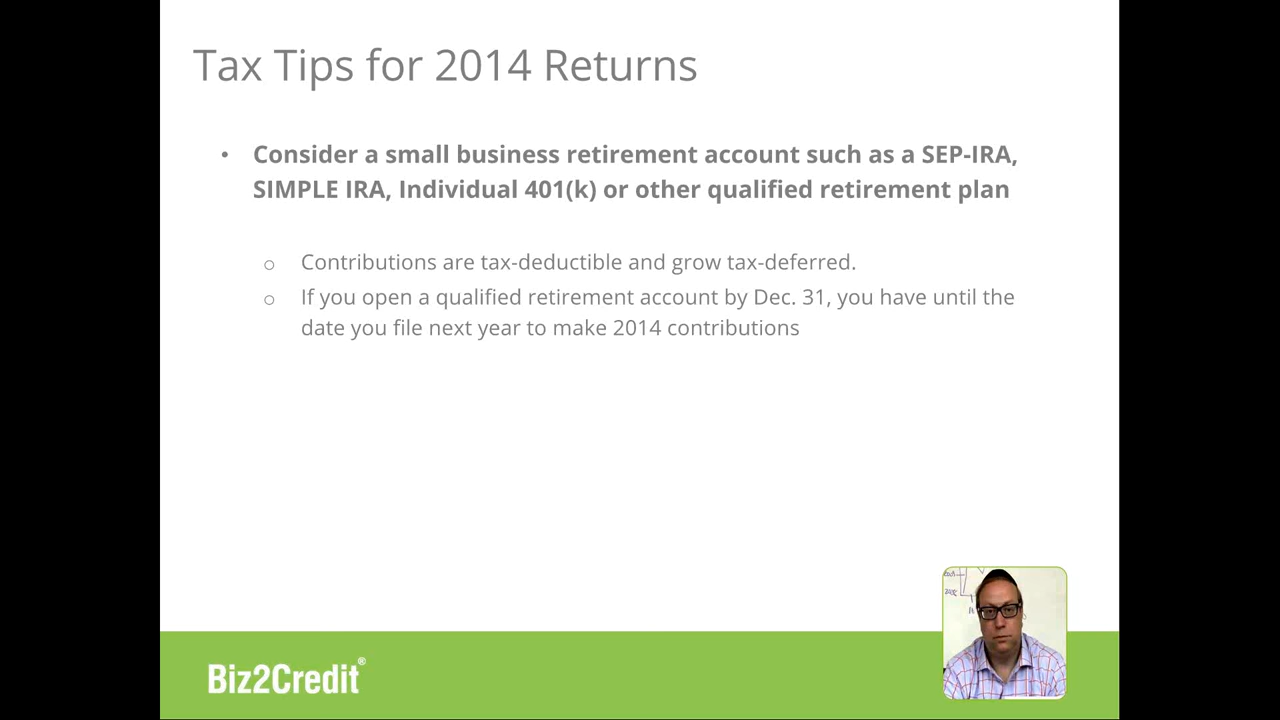 Tax Tips for 2014 Returns
• Consider a small business retirement account such as a SEP-IRA,
SIMPLE IRA, Individual 401(k) or other qualified retirement plan
o Contributions are tax-deductible and grow tax-deferred.
o If you open a qualified retirement account by Dec. 31, you have until the
date you file next year to make 2014 contributions
Biz2Credit®